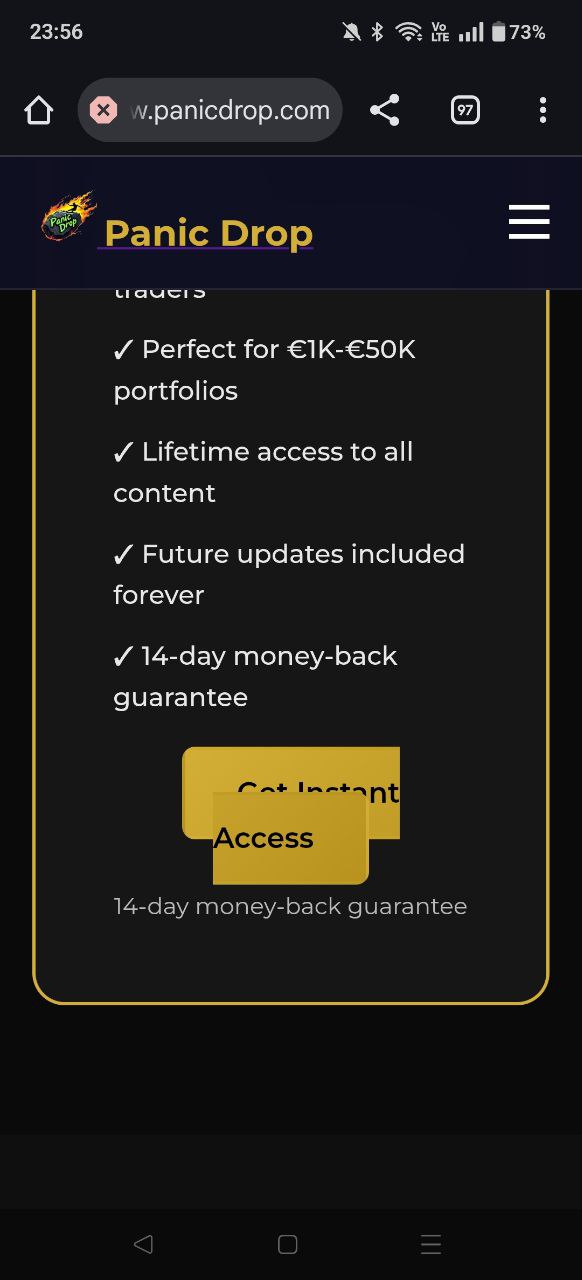 23:56
Vo
LTE
73%
w.panicdrop.com
97
Panic
Drop
Panic Drop
traders
✓ Perfect for €1K-€50K
portfolios
✓ Lifetime access to all
content
✓ Future updates included
forever
✓ 14-day money-back
guarantee
Get Instant
Access
14-day money-back guarantee